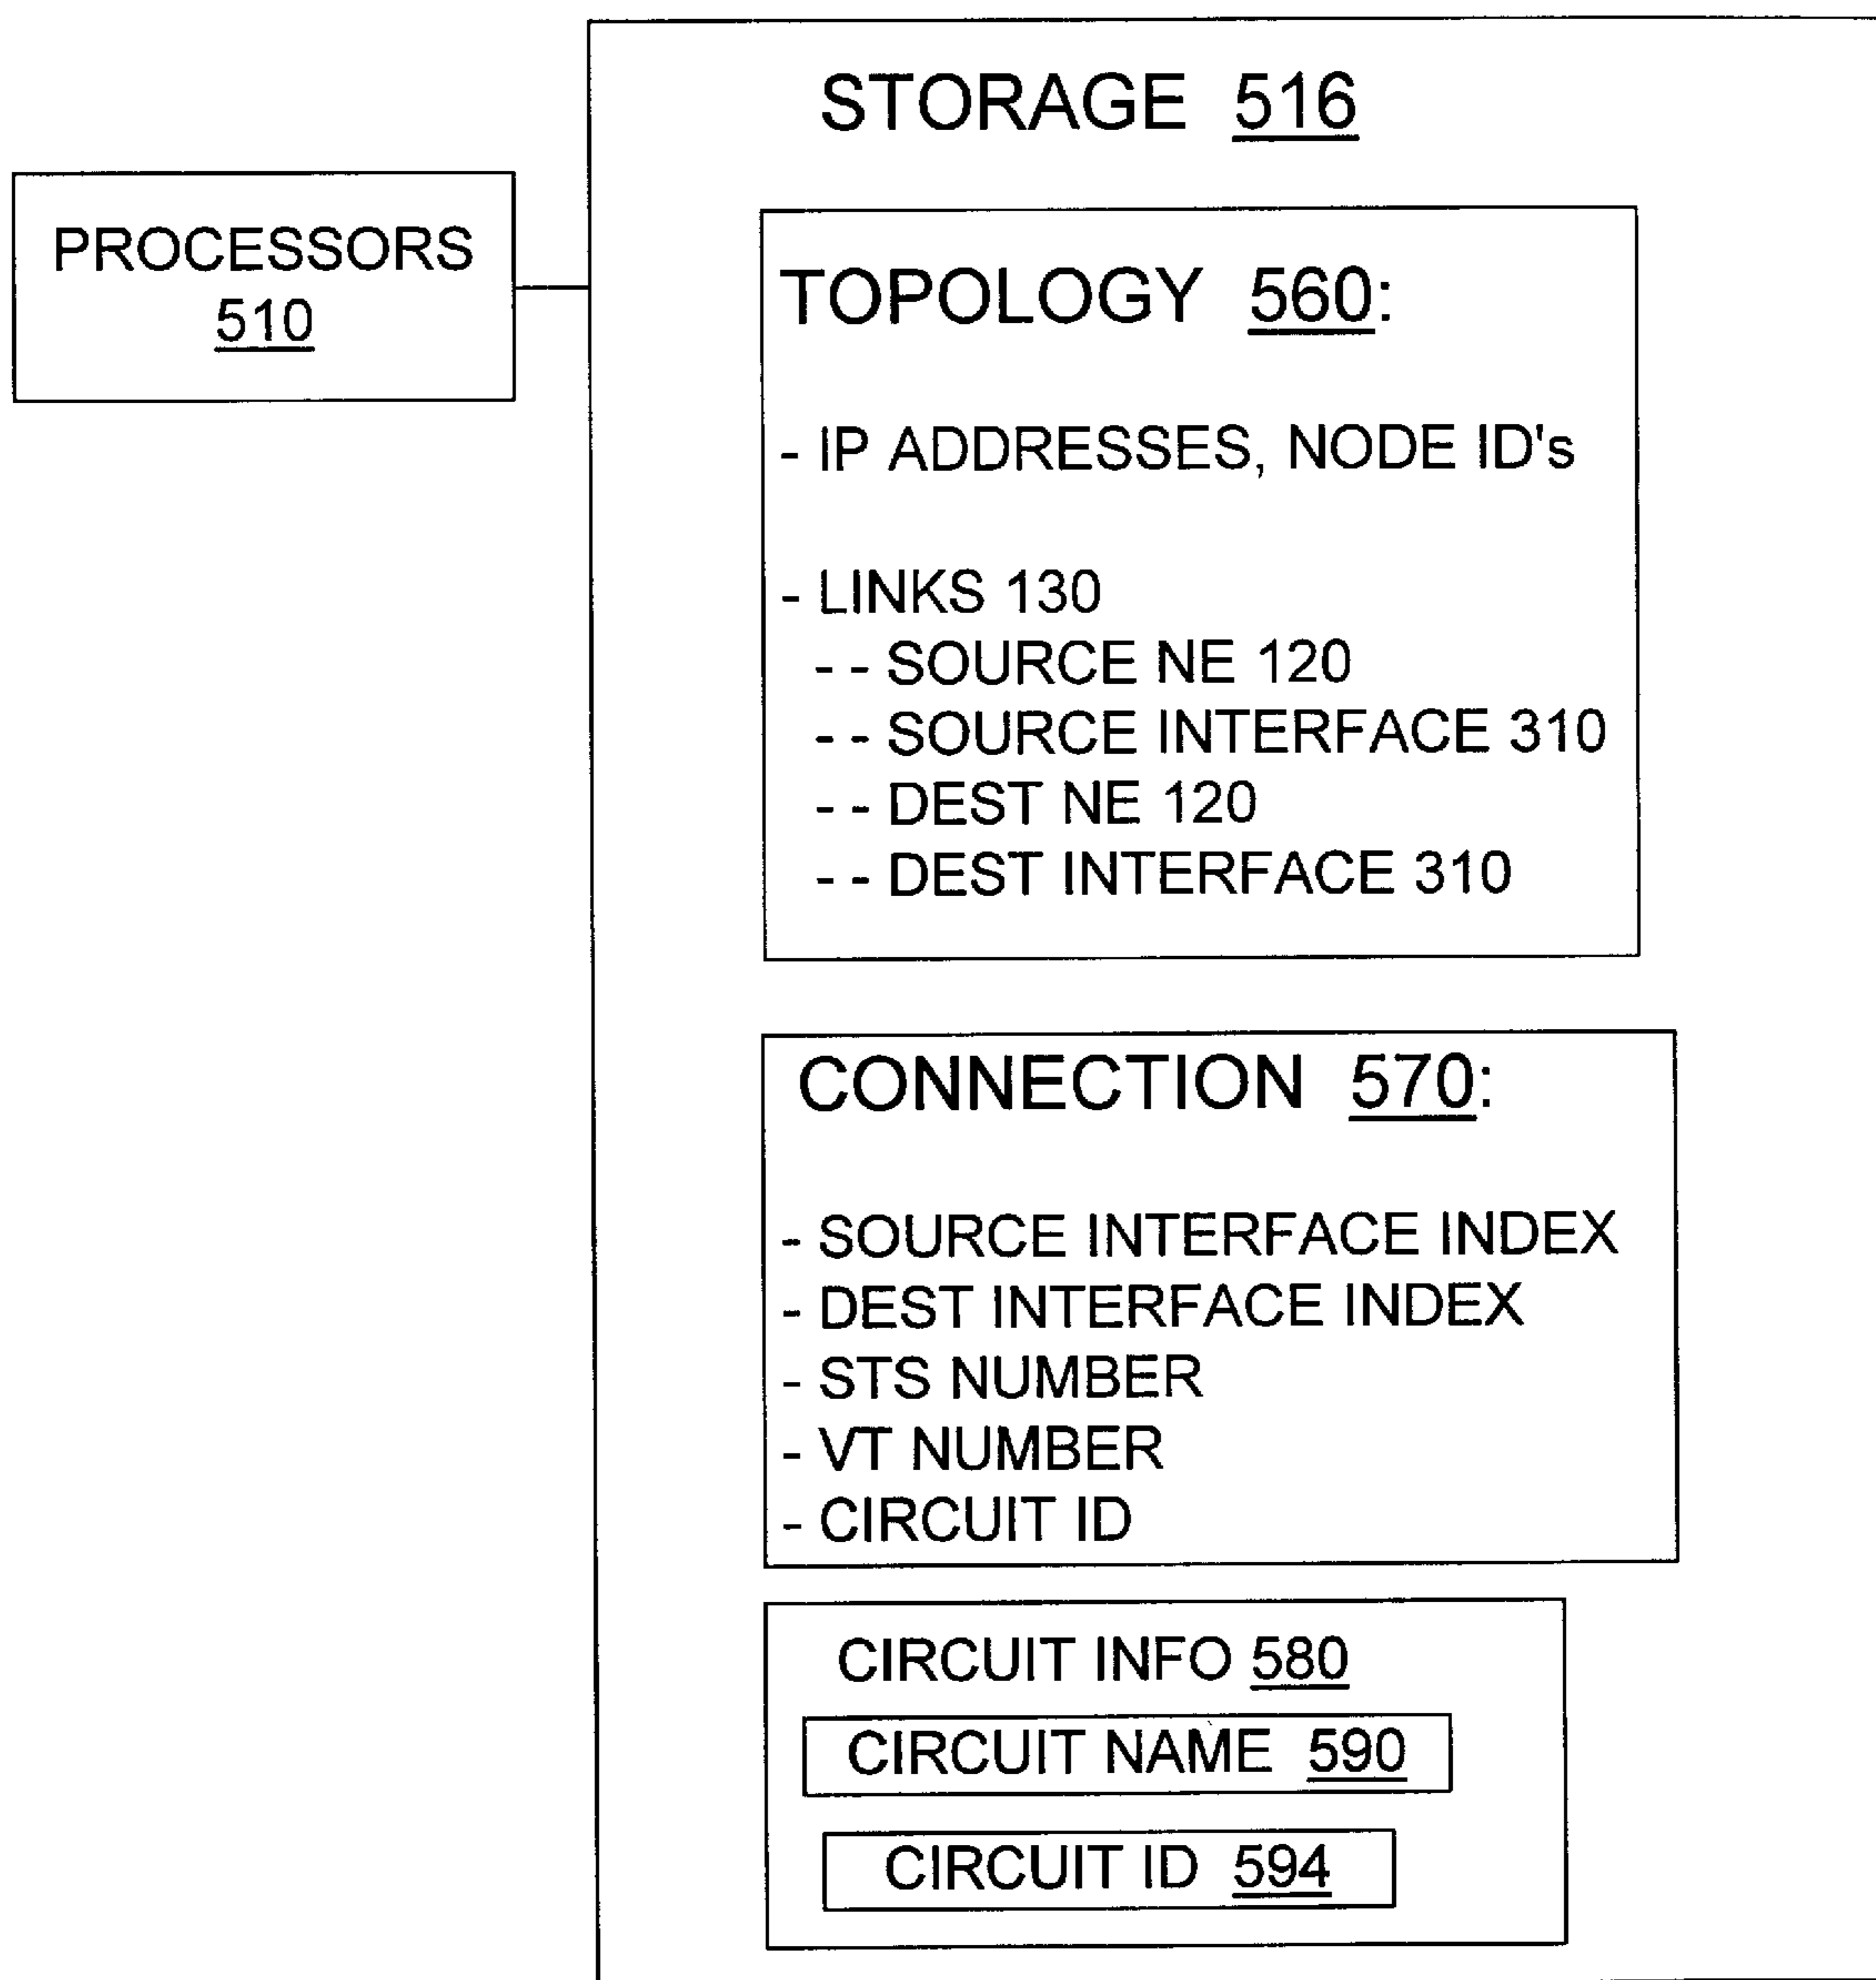 STORAGE 516
PROCESSORS
510
TOPOLOGY 560:
- IP ADDRESSES, NODE ID's
- LINKS 130
- - SOURCE NE 120
- - SOURCE INTERFACE 310
- - DEST NE 120
- - DEST INTERFACE 310
CONNECTION 570:
- SOURCE INTERFACE INDEX
- DEST INTERFACE INDEX
- STS NUMBER
- VT NUMBER
- CIRCUIT ID
CIRCUIT INFO 580
CIRCUIT NAME 590
CIRCUIT ID 594